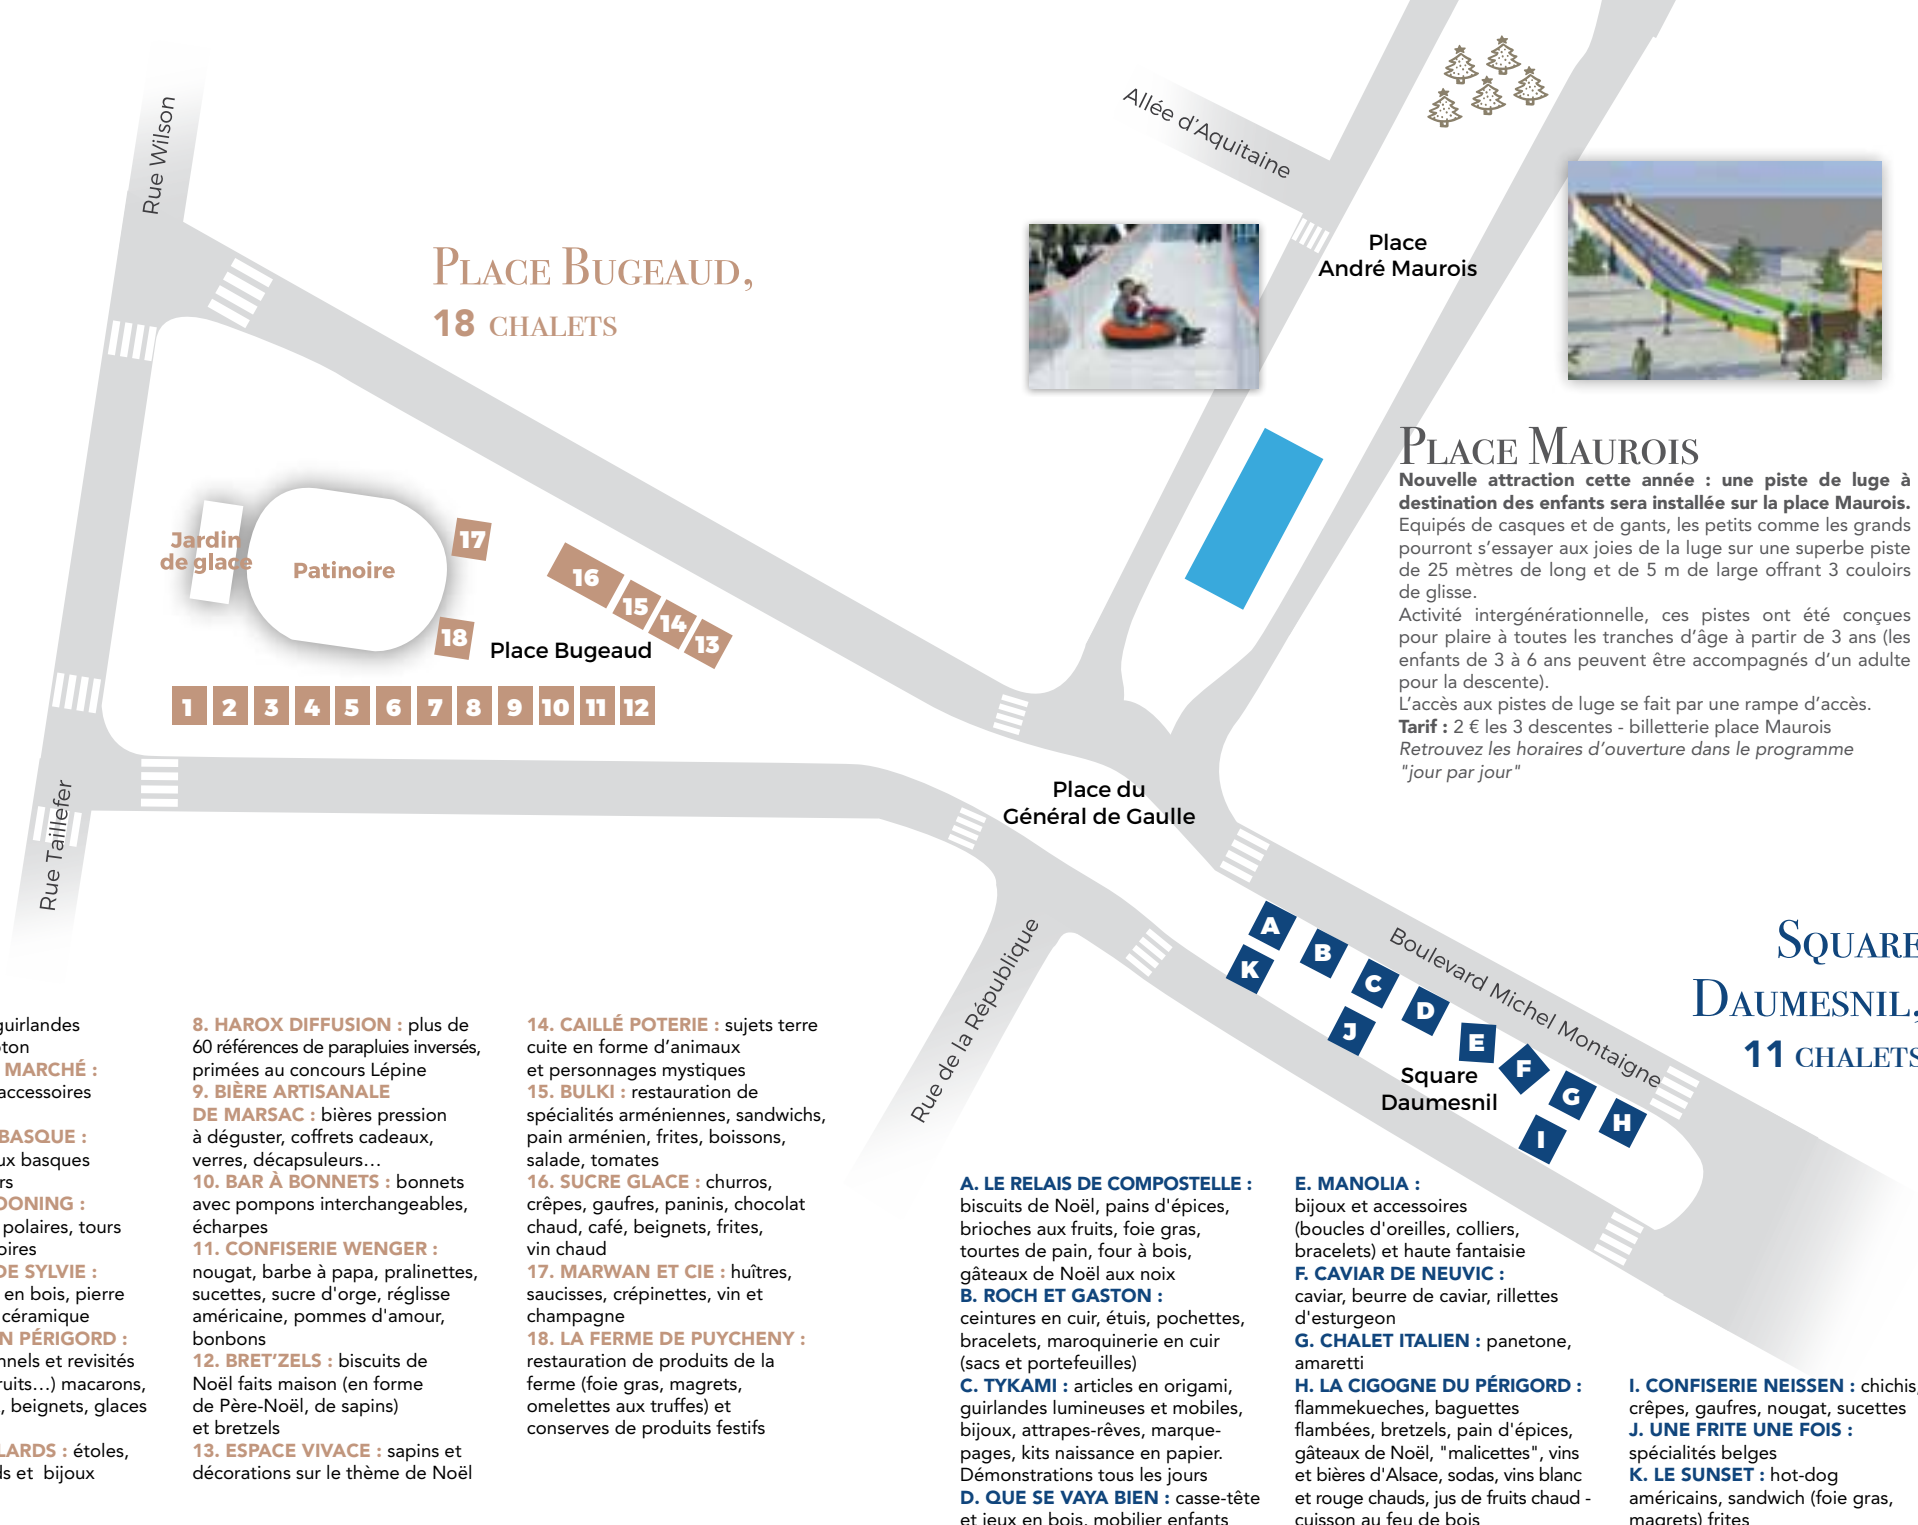 Rue Wilson
Allée d'Aquitaine
Place
André Maurois
PLACE BUGEAUD,
18 CHALETS
Jardin
de glace
Patinoire
17
18
16
15
14
13
Place Bugeaud
1 2 3 4 5 6 7 8 9 10 11 12
Rue Taillefer
PLACE MAUROIS
Nouvelle attraction cette année : une piste de luge à
destination des enfants sera installée sur la place Maurois.
Equipés de casques et de gants, les petits comme les grands
pourront s'essayer aux joies de la luge sur une superbe piste
de 25 mètres de long et de 5 m de large offrant 3 couloirs
de glisse.
Activité intergénérationnelle, ces pistes ont été conçues
pour plaire à toutes les tranches d'âge à partir de 3 ans (les
enfants de 3 à 6 ans peuvent être accompagnés d'un adulte
pour la descente).
L'accès aux pistes de luge se fait par une rampe d'accès.
Tarif : 2 € les 3 descentes - billetterie place Maurois
Retrouvez les horaires d'ouverture dans le programme
"jour par jour"
Place du
Général de Gaulle
Rue de la République
Boulevard Michel Montaigne
A
B
C
D
E
F
G
H
I
J
K
Square
Daumesnil
SQUARE
DAUMESNIL,
11 CHALETS
guirlandes
MARCHÉ :
accessoires
BASQUE :
basques
polaires, tours
DE SYLVIE :
en bois, pierre
céramique
PÉRIGORD :
et revisités
macarons,
, beignets, glaces
: étoles,
et bijoux
8. HAROX DIFFUSION : plus de
60 références de parapluies inversés,
primées au concours Lépine
9. BIÈRE ARTISANALE
DE MARSAC : bières pression
à déguster, coffrets cadeaux,
verres, décapsuleurs…
10. BAR À BONNETS : bonnets
avec pompons interchangeables,
écharpes
11. CONFISERIE WENGER :
nougat, barbe à papa, pralinettes,
sucettes, sucre d'orge, réglisse
américaine, pommes d'amour,
bonbons
12. BRET'ZELS : biscuits de
Noël faits maison (en forme
de Père-Noël, de sapins)
et bretzels
13. ESPACE VIVACE : sapins et
décorations sur le thème de Noël
14. CAILLÉ POTERIE : sujets terre
cuite en forme d'animaux
et personnages mystiques
15. BULKI : restauration de
spécialités arméniennes, sandwichs,
pain arménien, frites, boissons,
salade, tomates
16. SUCRE GLACE : churros,
crêpes, gaufres, paninis, chocolat
chaud, café, beignets, frites,
vin chaud
17. MARWAN ET CIE : huîtres,
saucisses, crépinettes, vin et
champagne
18. LA FERME DE PUYCHENY :
restauration de produits de la
ferme (foie gras, magrets,
omelettes aux truffes) et
conserves de produits festifs
A. LE RELAIS DE COMPOSTELLE :
biscuits de Noël, pains d'épices,
brioches aux fruits, foie gras,
tourtes de pain, four à bois,
gâteaux de Noël aux noix
B. ROCH ET GASTON :
ceintures en cuir, étuis, pochettes,
bracelets, maroquinerie en cuir
(sacs et portefeuilles)
C. TYKAMI : articles en origami,
guirlandes lumineuses et mobiles,
bijoux, attrapes-rêves, marque-
pages, kits naissance en papier.
Démonstrations tous les jours
D. QUE SE VAYA BIEN : casse-tête
et jeux en bois, mobilier enfants
E. MANOLIA :
bijoux et accessoires
(boucles d'oreilles, colliers,
bracelets) et haute fantaisie
F. CAVIAR DE NEUVIC :
caviar, beurre de caviar, rillettes
d'esturgeon
G. CHALET ITALIEN : panetone,
amaretti
H. LA CIGOGNE DU PÉRIGORD :
flammekueches, baguettes
flambées, bretzels, pain d'épices,
gâteaux de Noël, "malicettes", vins
et bières d'Alsace, sodas, vins blanc
et rouge chauds, jus de fruits chaud -
cuisson au feu de bois
I. CONFISERIE NEISSEN : chichis,
crêpes, gaufres, nougat, sucettes
J. UNE FRITE UNE FOIS :
spécialités belges
K. LE SUNSET : hot-dog
américains, sandwich (foie gras,
magrets) frites